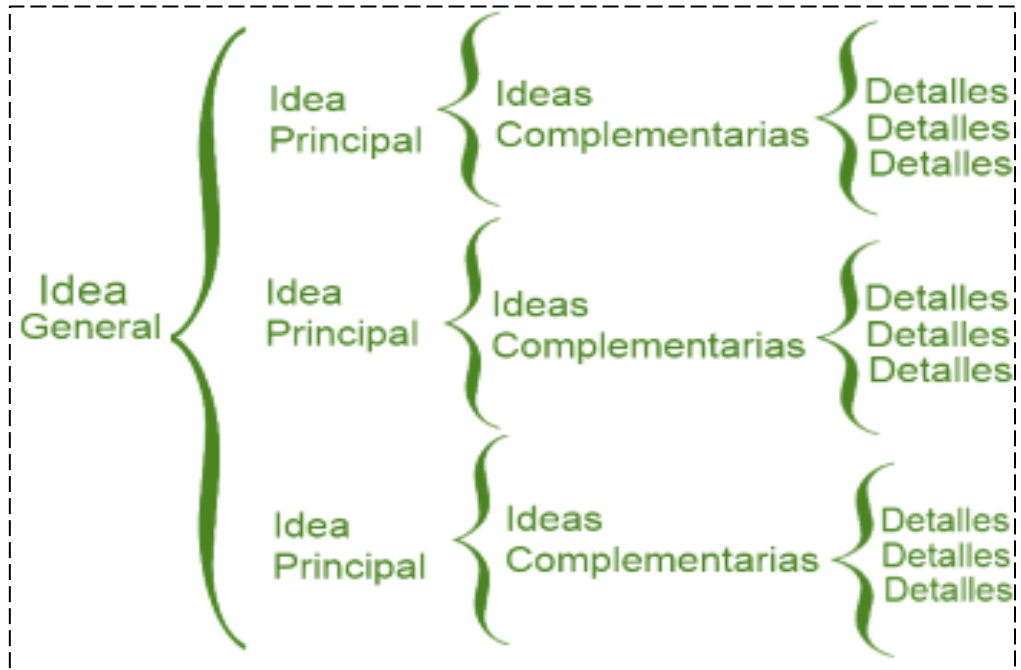 Idea
General
Idea
Principal
Ideas
Complementarias
Detalles
Detalles
Detalles
Idea
Principal
Ideas
Complementarias
Detalles
Detalles
Detalles
Idea
Principal
Ideas
Complementarias
Detalles
Detalles
Detalles